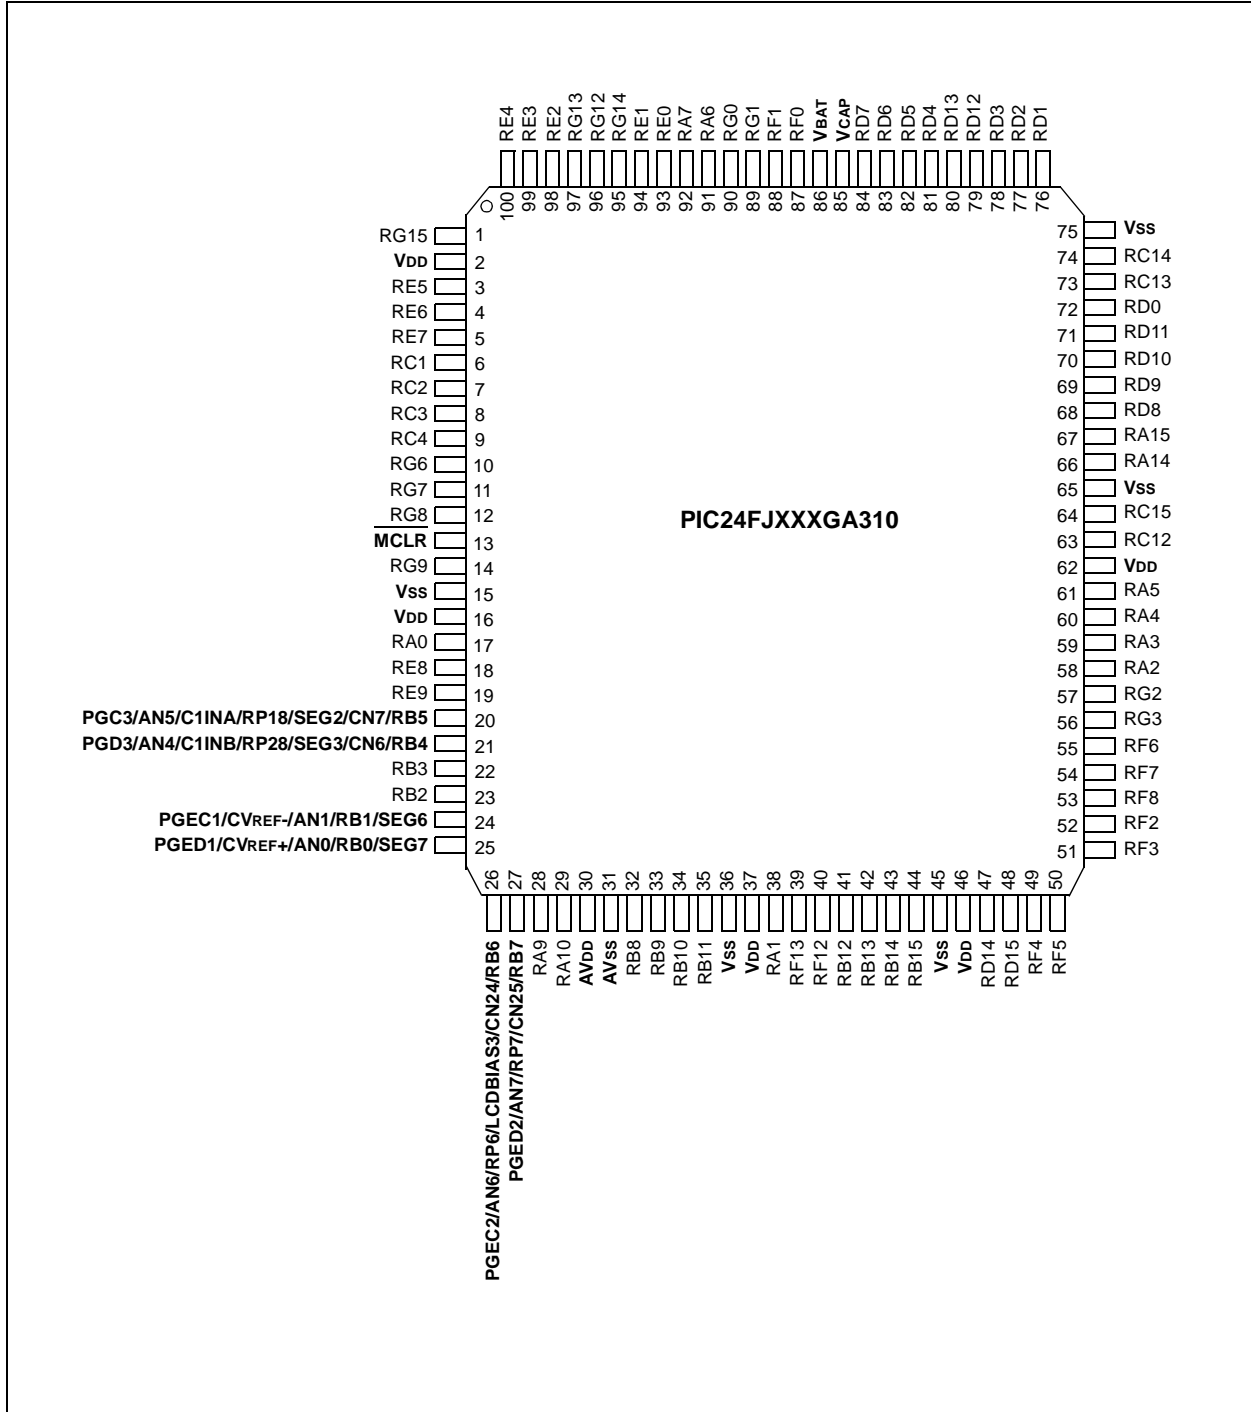 RE4
RE3
RE2
RG13
RG12
RG14
RE1
RE0
RA7
RA6
RG0
RG1
RF1
RF0
VBAT
VCAP
RD7
RD6
RD5
RD4
RD13
RD12
RD3
RD2
RD1
100
99
98
97
96
95
94
93
92
91
90
89
88
87
86
85
84
83
82
81
80
79
78
77
76
RG15 1
VDD 2
RE5 3
RE6 4
RE7 5
RC1 6
RC2 7
RC3 8
RC4 9
RG6 10
RG7 11
RG8 12
MCLR 13
RG9 14
VSS 15
VDD 16
RA0 17
RE8 18
RE9 19
PGC3/AN5/C1INA/RP18/SEG2/CN7/RB5 20
PGD3/AN4/C1INB/RP28/SEG3/CN6/RB4 21
RB3 22
RB2 23
PGEC1/CVREF-/AN1/RB1/SEG6 24
PGED1/CVREF+/AN0/RB0/SEG7 25
PIC24FJXXXGA310
75 VSS
74 RC14
73 RC13
72 RD0
71 RD11
70 RD10
69 RD9
68 RD8
67 RA15
66 RA14
65 VSS
64 RC15
63 RC12
62 VDD
61 RA5
60 RA4
59 RA3
58 RA2
57 RG2
56 RG3
55 RF6
54 RF7
53 RF8
52 RF2
51 RF3
26
27
28
29
30
31
32
33
34
35
36
37
38
39
40
41
42
43
44
45
46
47
48
49
50
PGEC2/AN6/RP6/LCDBIAS3/CN24/RB6
PGED2/AN7/RP7/CN25/RB7
RA9
RA10
AVDD
AVSS
RB8
RB9
RB10
RB11
VSS
VDD
RA1
RF13
RF12
RB12
RB13
RB14
RB15
VSS
VDD
RD14
RD15
RF4
RF5